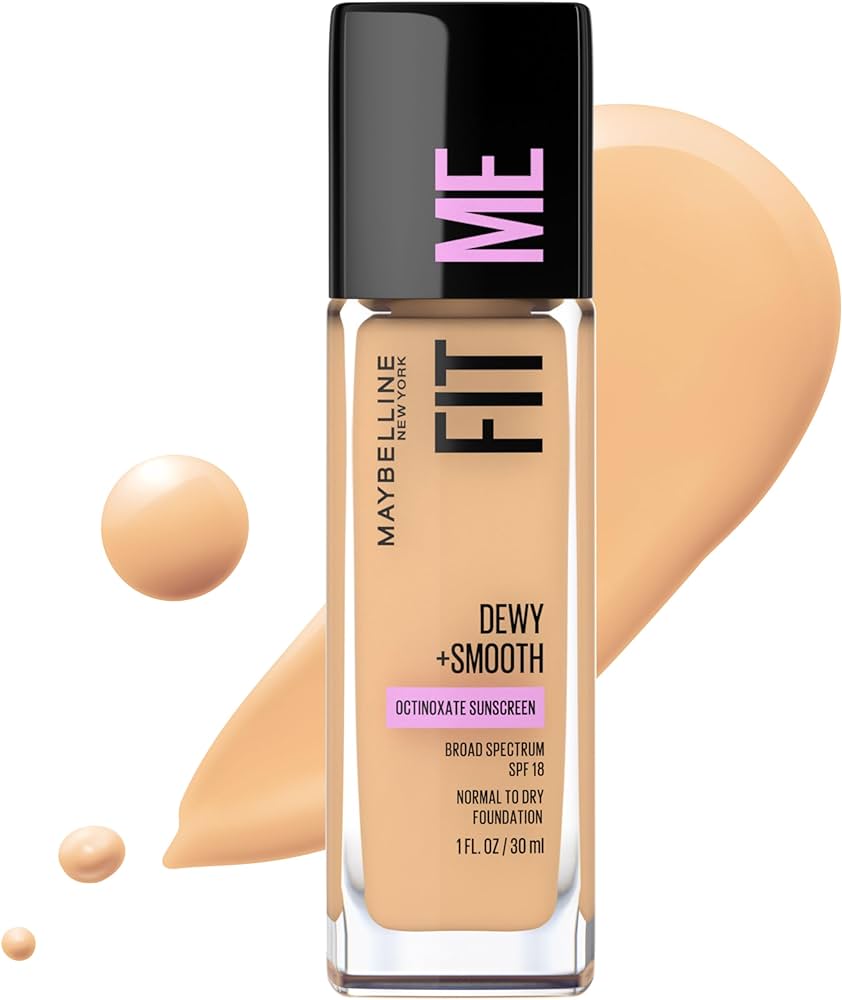 FIT ME
MAYBELLINE
NEW YORK
DEWY
+SMOOTH
OCTINOXATE SUNSCREEN
BROAD SPECTRUM
SPF 18
NORMAL TO DRY
FOUNDATION
1 FL. OZ / 30 ml